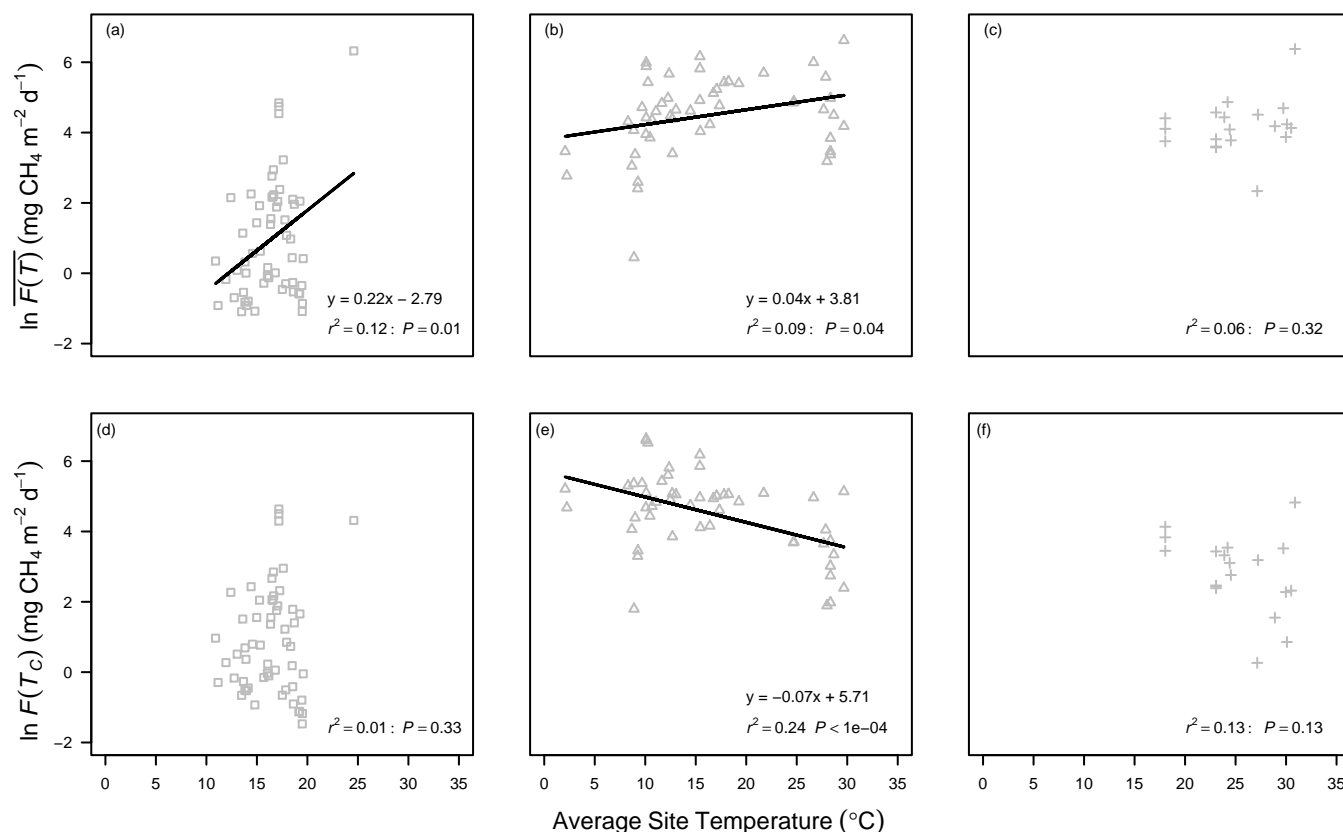 (a)
(b)
(c)
ln F(T) (mg CH₄ m⁻² d⁻¹)
6
4
2
0
−2
y = 0.22x − 2.79
r² = 0.12 : P = 0.01
y = 0.04x + 3.81
r² = 0.09 : P = 0.04
r² = 0.06 : P = 0.32
(d)
(e)
(f)
ln F(T_C) (mg CH₄ m⁻² d⁻¹)
6
4
2
0
−2
r² = 0.01 : P = 0.33
y = −0.07x + 5.71
r² = 0.24 P < 1e−04
r² = 0.13 : P = 0.13
0 5 10 15 20 25 30 35
0 5 10 15 20 25 30 35
0 5 10 15 20 25 30 35
Average Site Temperature (°C)